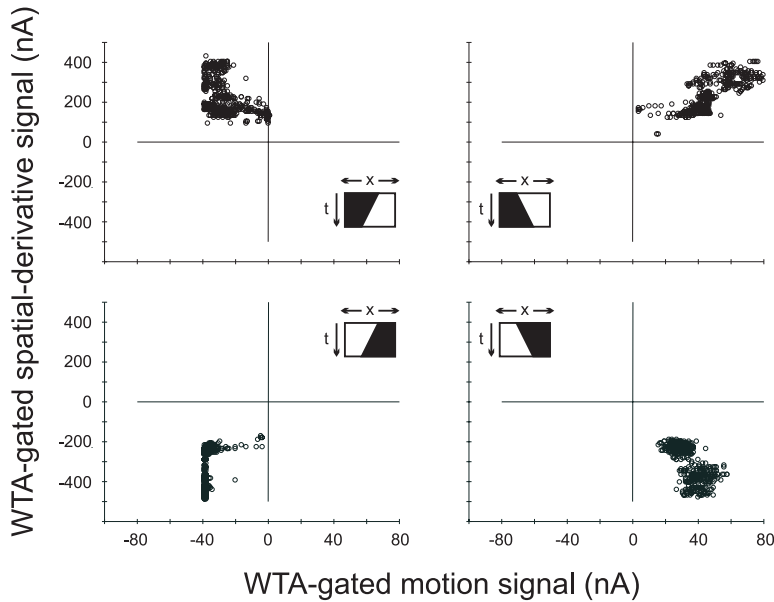 WTA-gated spatial-derivative signal (nA)
400
200
0
-200
-400
x
t
x
t
400
200
0
-200
-400
x
t
x
t
-80 -40 0 40 80
-80 -40 0 40 80
WTA-gated motion signal (nA)